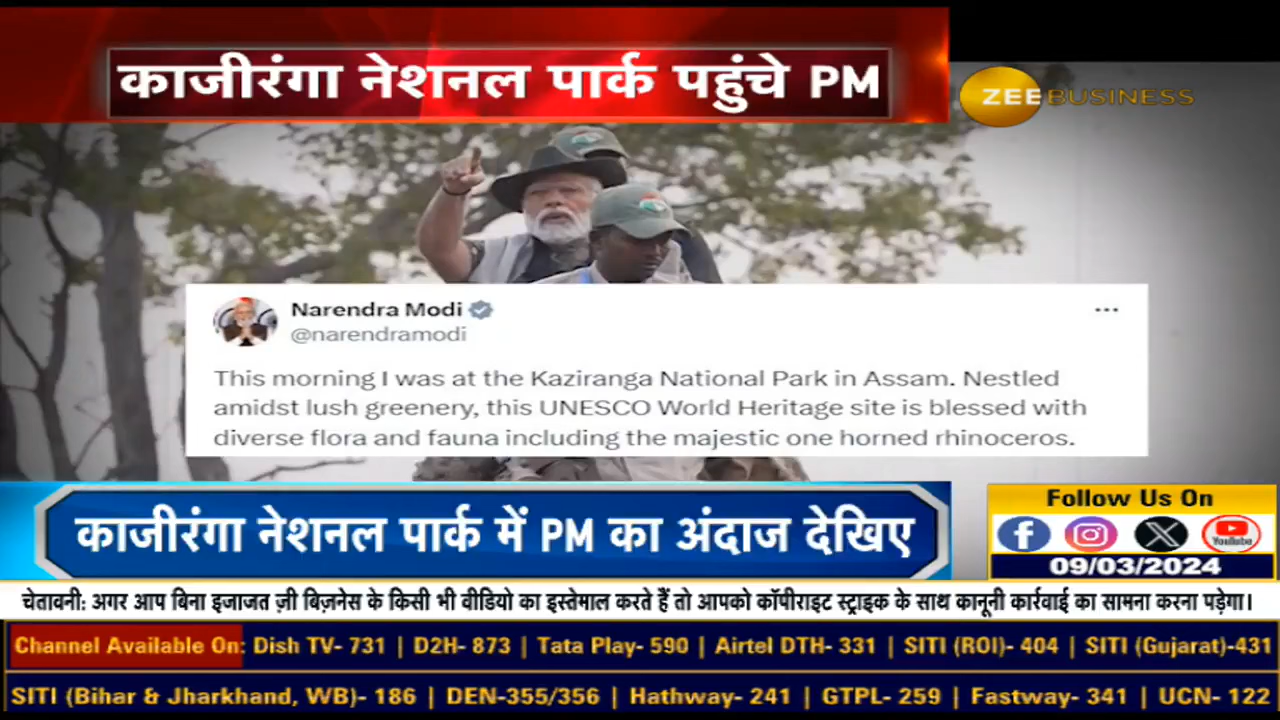 काजीरंगा नेशनल पार्क पहुंचे PM
ZEE BUSINESS
Narendra Modi
@narendramodi
This morning I was at the Kaziranga National Park in Assam. Nestled
amidst lush greenery, this UNESCO World Heritage site is blessed with
diverse flora and fauna including the majestic one horned rhinoceros.
काजीरंगा नेशनल पार्क में PM का अंदाज देखिए
Follow Us On
YouTube
09/03/2024
चेतावनी: अगर आप बिना इजाजत ज़ी बिज़नेस के किसी भी वीडियो का इस्तेमाल करते हैं तो आपको कॉपीराइट स्ट्राइक के साथ कानूनी कार्रवाई का सामना करना पड़ेगा।
Channel Available On: Dish TV- 731 | D2H- 873 | Tata Play- 590 | Airtel DTH- 331 | SITI (ROI)- 404 | SITI (Gujarat)-431
SITI (Bihar & Jharkhand, WB)- 186 | DEN-355/356 | Hathway- 241 | GTPL- 259 | Fastway- 341 | UCN- 122